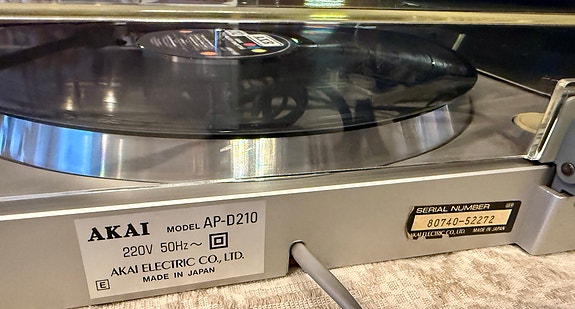 AKAI MODEL AP-D210
220V 50Hz~
AKAI ELECTRIC CO., LTD.
MADE IN JAPAN
E
SERIAL NUMBER
80740-52272
AKAI ELECTRIC CO., LTD. MADE IN JAPAN